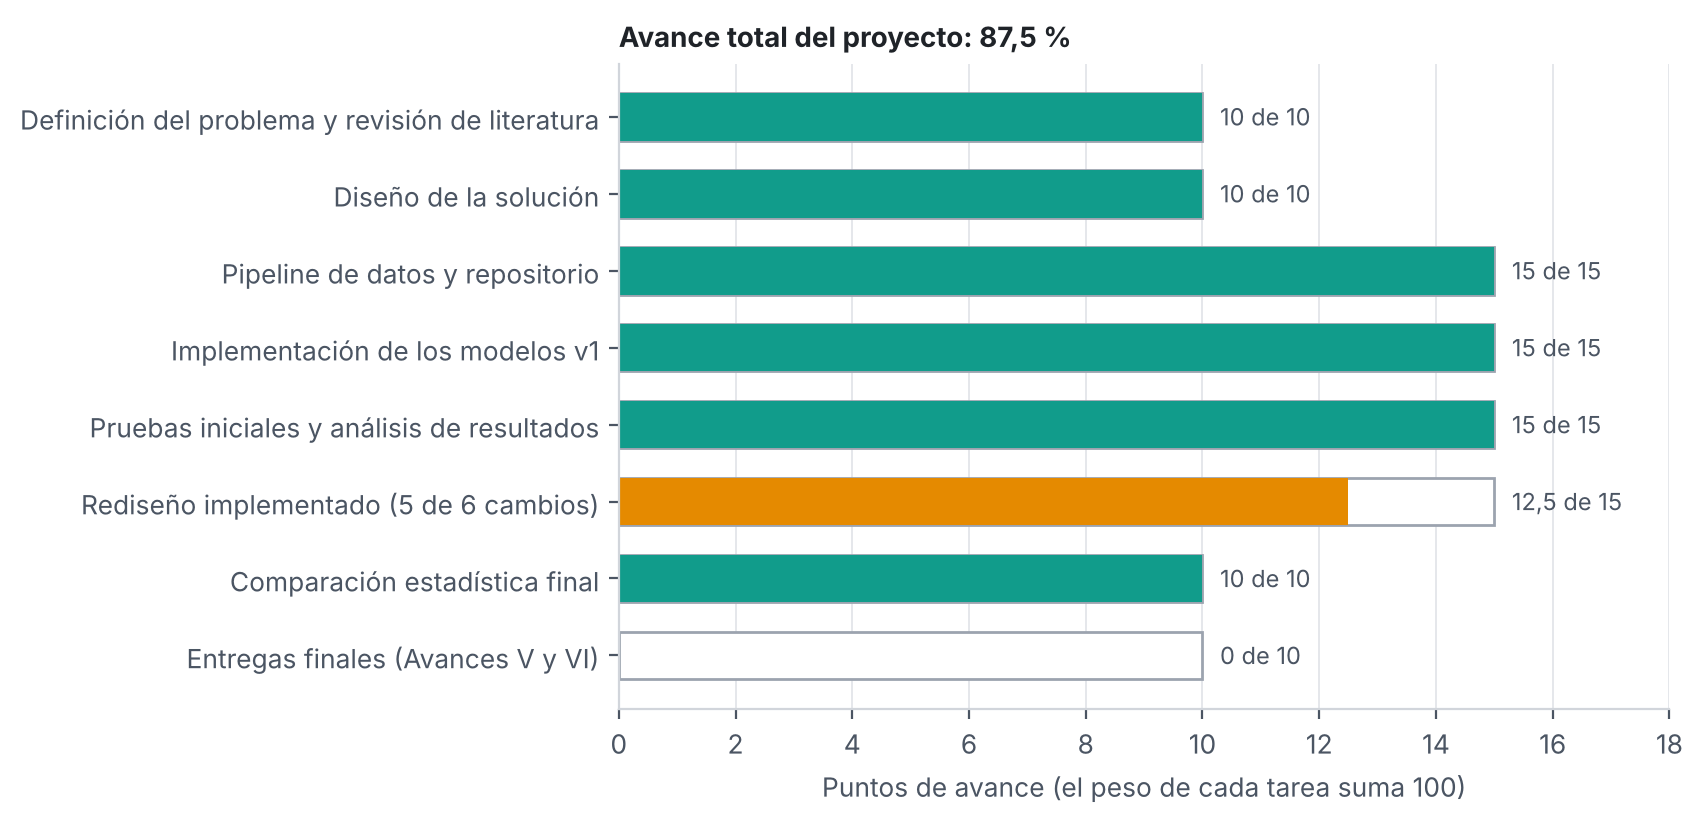 Avance total del proyecto: 87,5 %
Definición del problema y revisión de literatura 10 de 10
Diseño de la solución 10 de 10
Pipeline de datos y repositorio 15 de 15
Implementación de los modelos v1 15 de 15
Pruebas iniciales y análisis de resultados 15 de 15
Rediseño implementado (5 de 6 cambios) 12,5 de 15
Comparación estadística final 10 de 10
Entregas finales (Avances V y VI) 0 de 10
0 2 4 6 8 10 12 14 16 18
Puntos de avance (el peso de cada tarea suma 100)